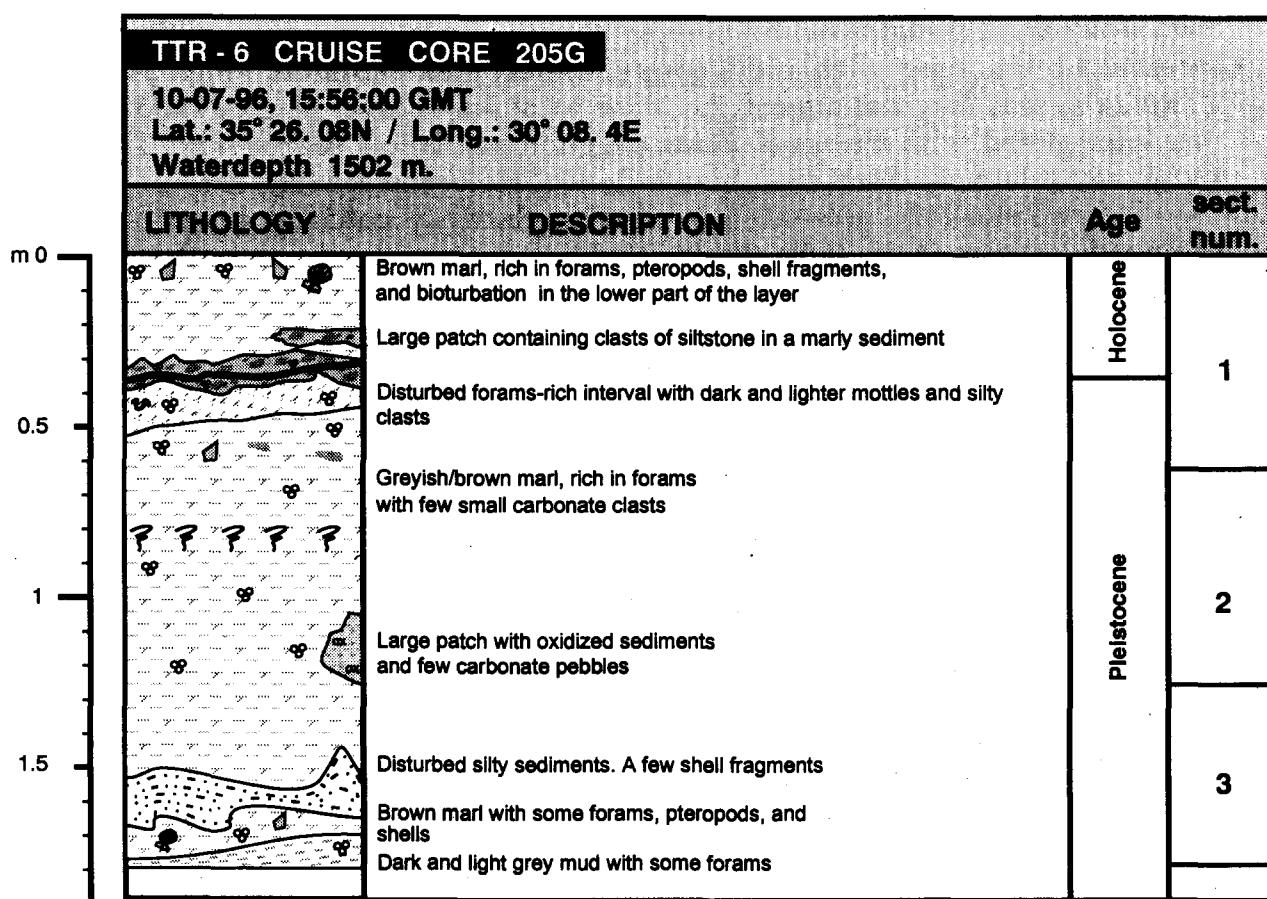 TTR - 6 CRUISE CORE 205G
10-07-96, 15:56:00 GMT
Lat.: 35° 26. 08N / Long.: 30° 08. 4E
Waterdepth 1502 m.
LITHOLOGY DESCRIPTION Age sect. num.
m 0
Brown marl, rich in forams, pteropods, shell fragments,
and bioturbation in the lower part of the layer
Holocene
Large patch containing clasts of siltstone in a marly sediment
1
Disturbed forams-rich interval with dark and lighter mottles and silty
clasts
0.5
Greyish/brown marl, rich in forams
with few small carbonate clasts
Pleistocene
1
2
Large patch with oxidized sediments
and few carbonate pebbles
1.5
Disturbed silty sediments. A few shell fragments
3
Brown marl with some forams, pteropods, and
shells
Dark and light grey mud with some forams